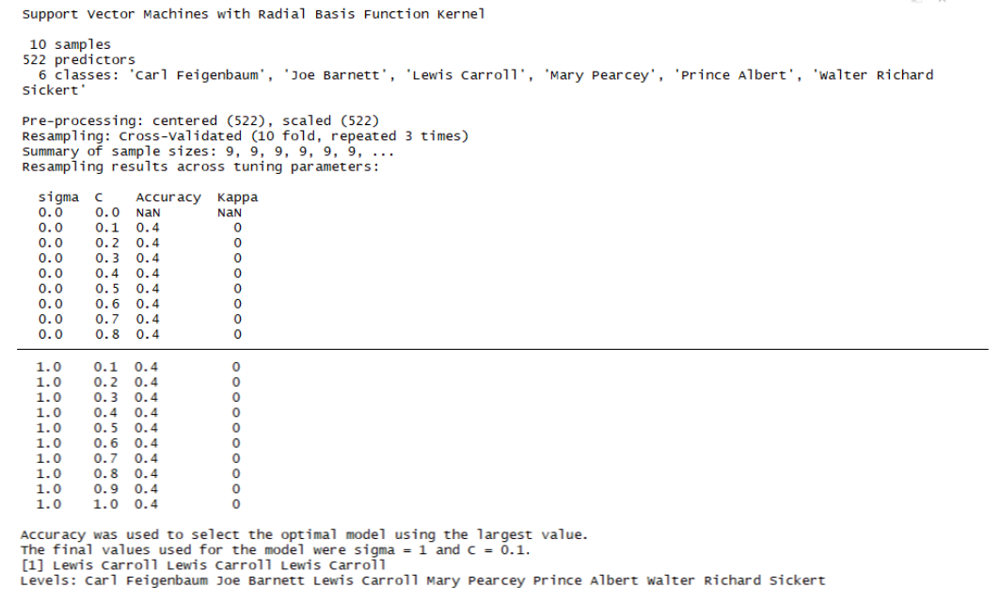 Support Vector Machines with Radial Basis Function Kernel
10 samples
522 predictors
6 classes: 'Carl Feigenbaum', 'Joe Barnett', 'Lewis Carroll', 'Mary Pearcey', 'Prince Albert', 'Walter Richard
Sickert'
Pre-processing: centered (522), scaled (522)
Resampling: Cross-Validated (10 fold, repeated 3 times)
Summary of sample sizes: 9, 9, 9, 9, 9, 9, ...
Resampling results across tuning parameters:
sigma C Accuracy Kappa
0.0 0.0 NaN NaN
0.0 0.1 0.4 0
0.0 0.2 0.4 0
0.0 0.3 0.4 0
0.0 0.4 0.4 0
0.0 0.5 0.4 0
0.0 0.6 0.4 0
0.0 0.7 0.4 0
0.0 0.8 0.4 0
1.0 0.1 0.4 0
1.0 0.2 0.4 0
1.0 0.3 0.4 0
1.0 0.4 0.4 0
1.0 0.5 0.4 0
1.0 0.6 0.4 0
1.0 0.7 0.4 0
1.0 0.8 0.4 0
1.0 0.9 0.4 0
1.0 1.0 0.4 0
Accuracy was used to select the optimal model using the largest value.
The final values used for the model were sigma = 1 and C = 0.1.
[1] Lewis Carroll Lewis Carroll Lewis Carroll
Levels: Carl Feigenbaum Joe Barnett Lewis Carroll Mary Pearcey Prince Albert Walter Richard Sickert